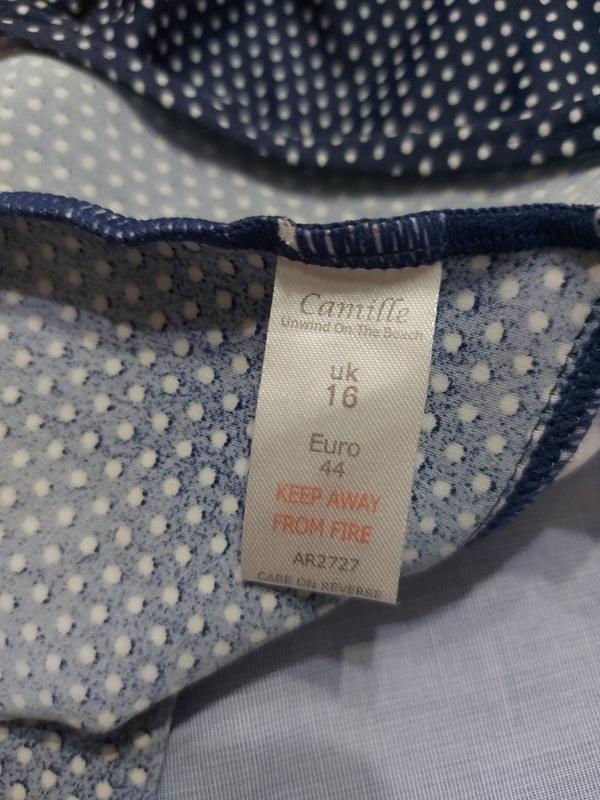 Camille
Unwind On The Beach
uk
16
Euro
44
KEEP AWAY
FROM FIRE
AR2727
CARE ON REVERSE